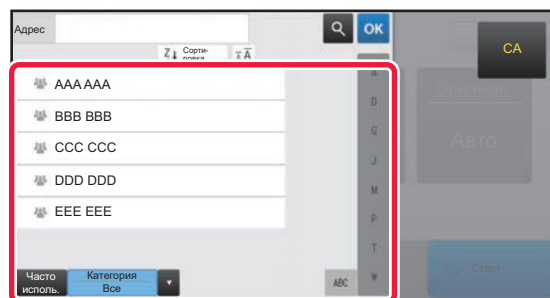 Адрес
OK
CA
Сорти-
ровка
A
AAA AAA
BBB BBB
CCC CCC
DDD DDD
EEE EEE
A
D
G
J
M
P
T
W
Оригинал
Авто
Часто
исполь.
Категория
Все
ABC
Старт